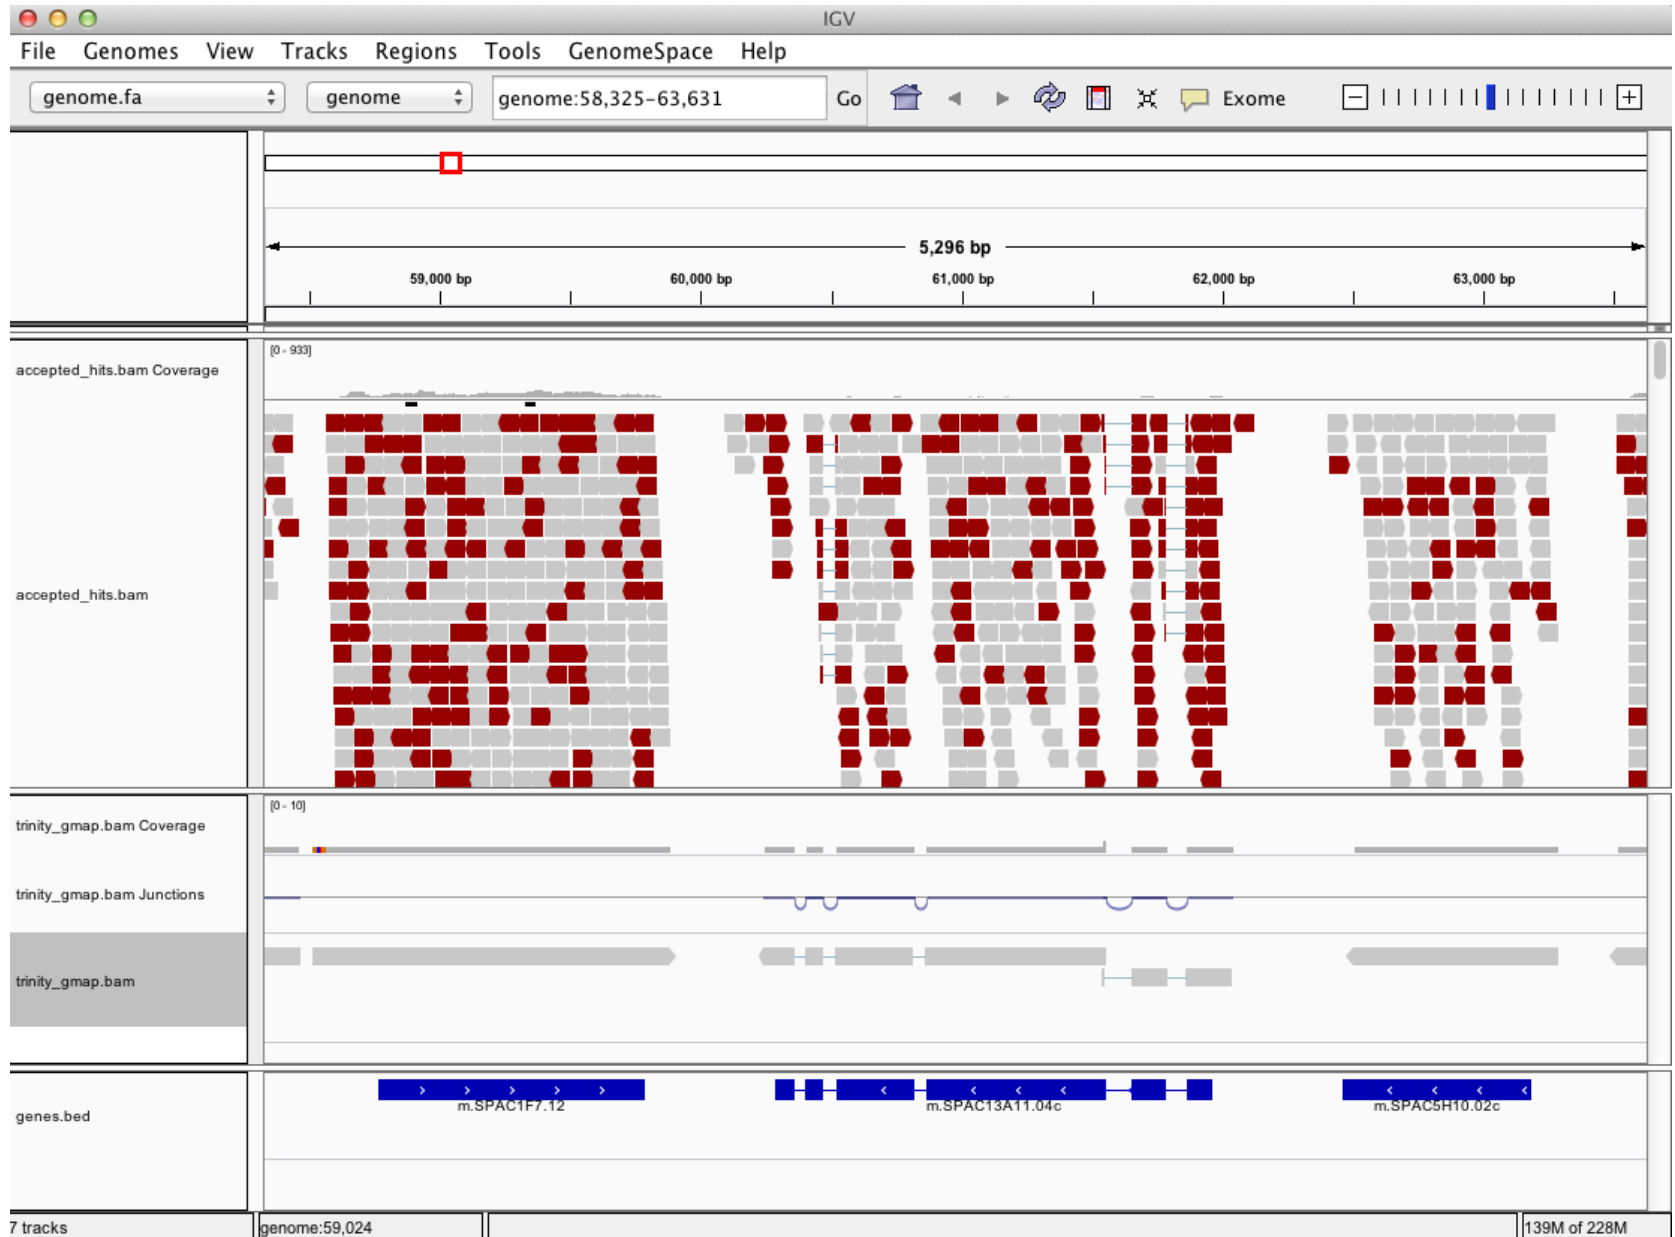 IGV
File Genomes View Tracks Regions Tools GenomeSpace Help
genome.fa genome genome:58,325-63,631 Go Exome
5,296 bp
59,000 bp 60,000 bp 61,000 bp 62,000 bp 63,000 bp
[0 - 933]
accepted_hits.bam Coverage
accepted_hits.bam
[0 - 10]
trinity_gmap.bam Coverage
trinity_gmap.bam Junctions
trinity_gmap.bam
m.SPAC1F7.12 m.SPAC13A11.04c m.SPAC5H10.02c
genes.bed
7 tracks genome:59,024 139M of 228M